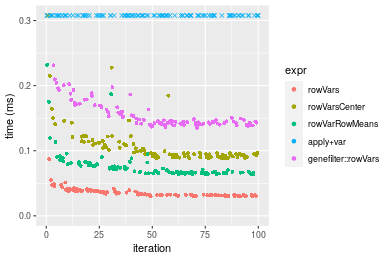 0.3
0.2
0.1
0.0
time (ms)
0
25
50
75
100
iteration
expr
rowVars
rowVarsCenter
rowVarRowMeans
apply+var
genefilter::rowVars